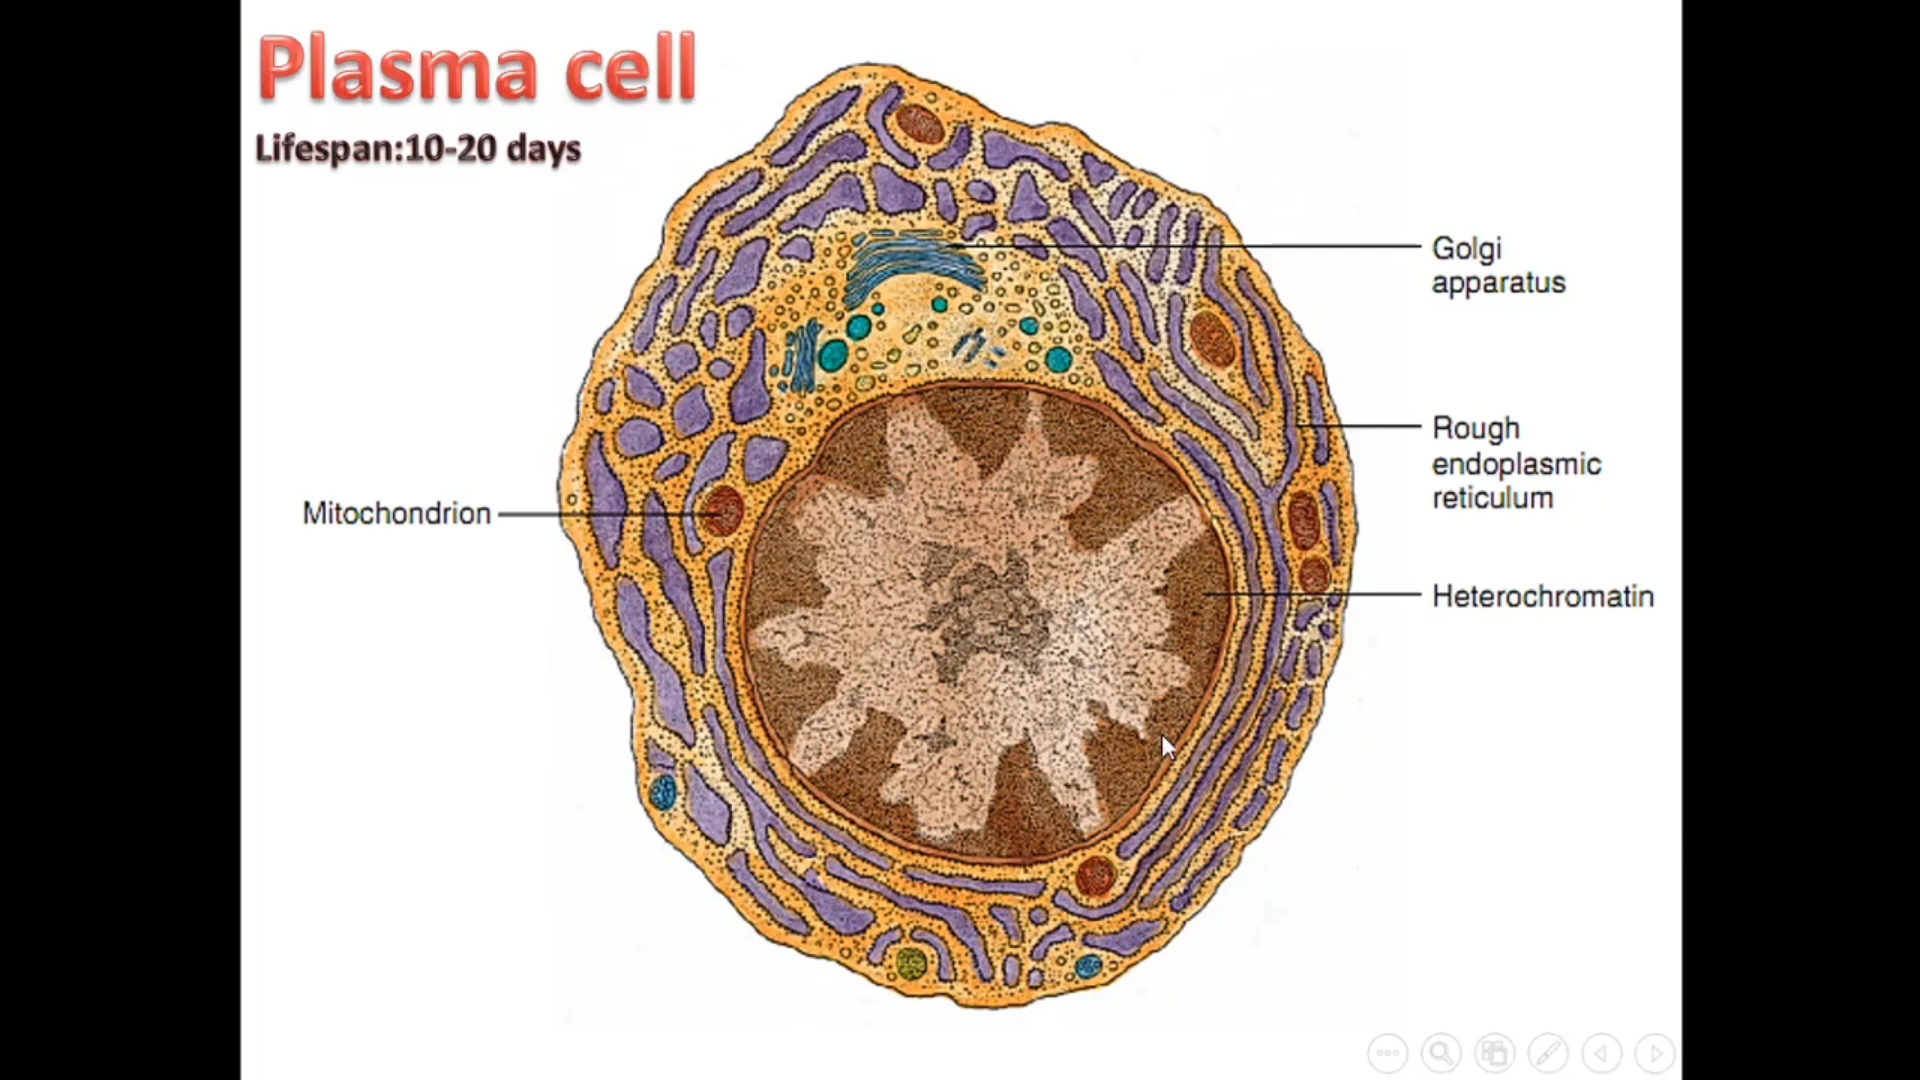 Plasma cell
Lifespan:10-20 days
Golgi
apparatus
Rough
endoplasmic
reticulum
Mitochondrion
Heterochromatin